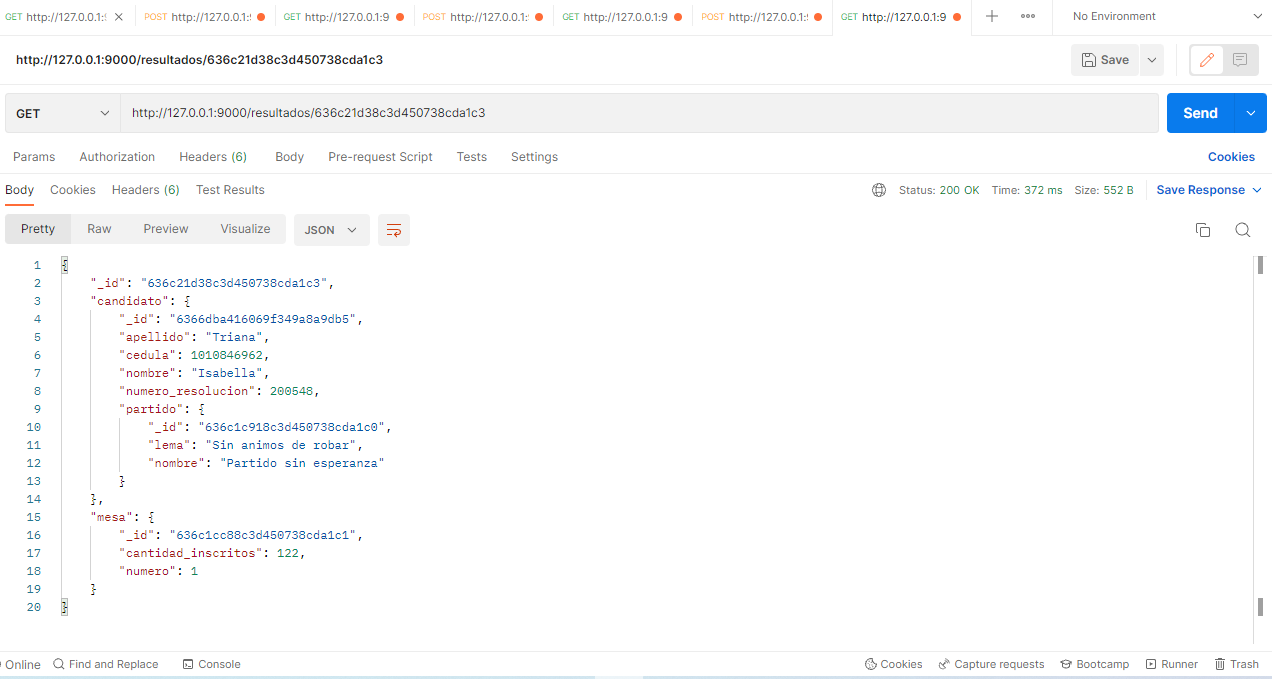 GET http://127.0.0.1:9
POST http://127.0.0.1:9
GET http://127.0.0.1:9
POST http://127.0.0.1:9
GET http://127.0.0.1:9
POST http://127.0.0.1:9
GET http://127.0.0.1:9
No Environment
http://127.0.0.1:9000/resultados/636c21d38c3d450738cda1c3
Save
GET http://127.0.0.1:9000/resultados/636c21d38c3d450738cda1c3
Send
Params Authorization Headers (6) Body Pre-request Script Tests Settings Cookies
Body Cookies Headers (6) Test Results Status: 200 OK Time: 372 ms Size: 552 B Save Response
Pretty Raw Preview Visualize JSON
1 {
2 "_id": "636c21d38c3d450738cda1c3",
3 "candidato": {
4 "_id": "6366dba416069f349a8a9db5",
5 "apellido": "Triana",
6 "cedula": 1010846962,
7 "nombre": "Isabella",
8 "numero_resolucion": 200548,
9 "partido": {
10 "_id": "636c1c918c3d450738cda1c0",
11 "lema": "Sin animos de robar",
12 "nombre": "Partido sin esperanza"
13 }
14 },
15 "mesa": {
16 "_id": "636c1cc88c3d450738cda1c1",
17 "cantidad_inscritos": 122,
18 "numero": 1
19 }
20 }
Online Find and Replace Console Cookies Capture requests Bootcamp Runner Trash